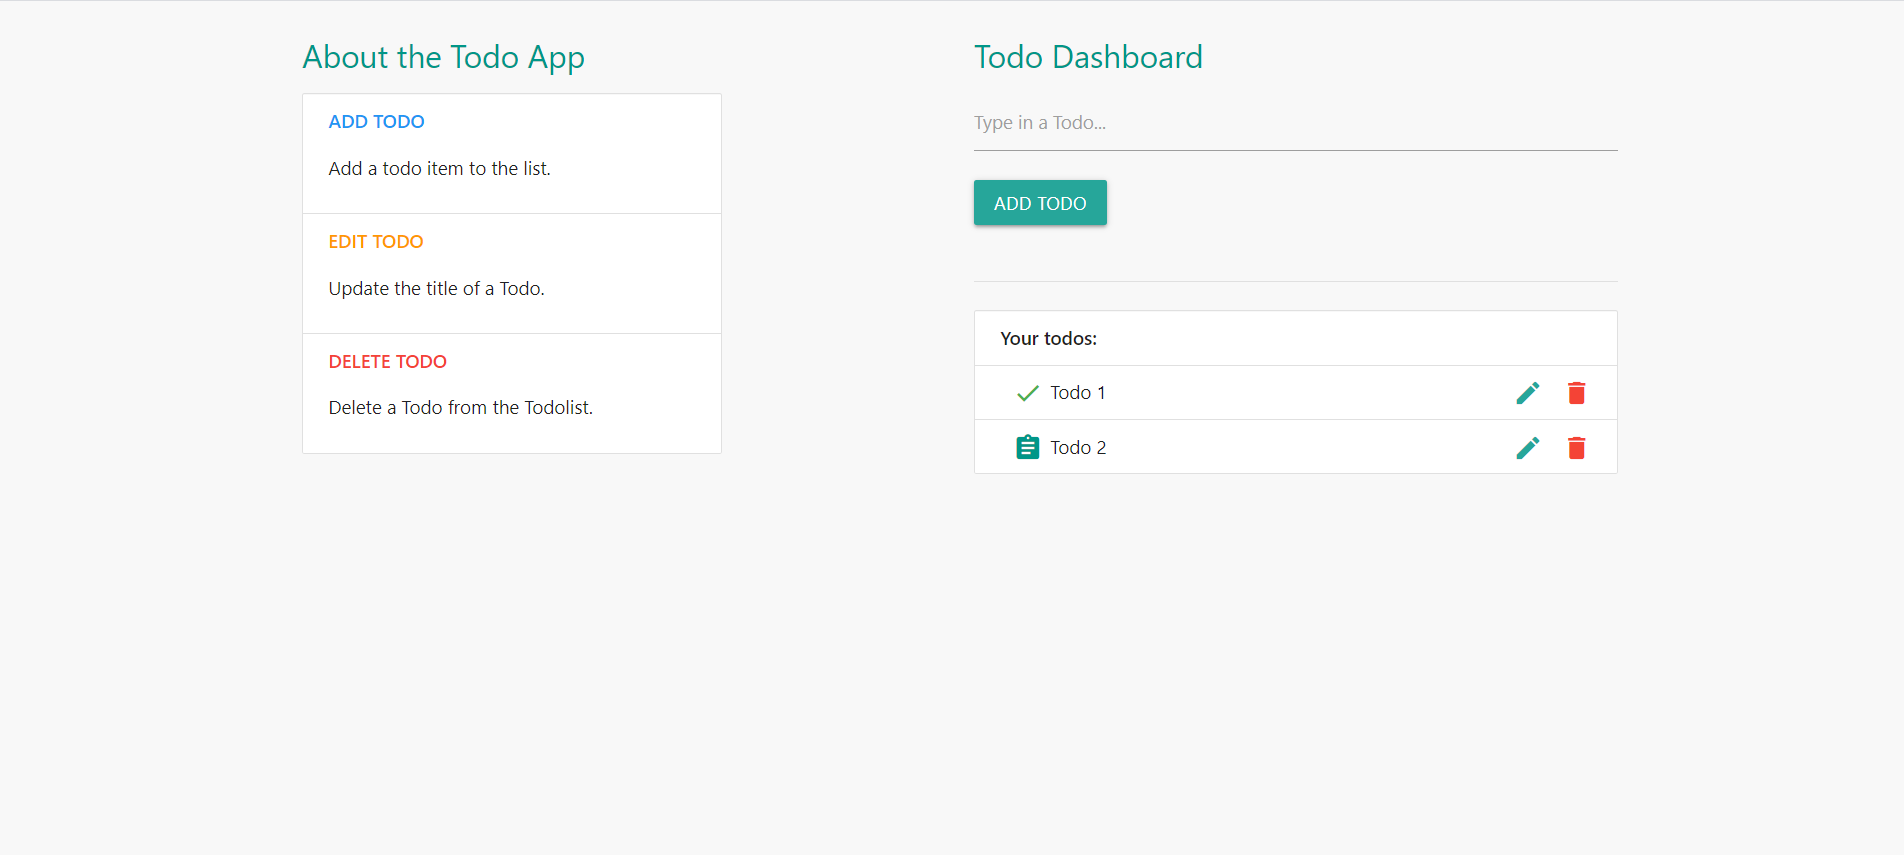 About the Todo App
ADD TODO
Add a todo item to the list.
EDIT TODO
Update the title of a Todo.
DELETE TODO
Delete a Todo from the Todolist.
Todo Dashboard
Type in a Todo...
ADD TODO
Your todos:
Todo 1
Todo 2